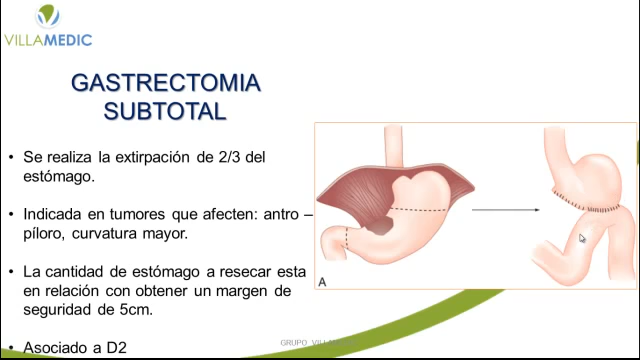 VILLAMEDIC
GASTRECTOMIA
SUBTOTAL
• Se realiza la extirpación de 2/3 del
estómago.
• Indicada en tumores que afecten: antro –
píloro, curvatura mayor.
• La cantidad de estómago a resecar esta
en relación con obtener un margen de
seguridad de 5cm.
• Asociado a D2
A
GRUPO